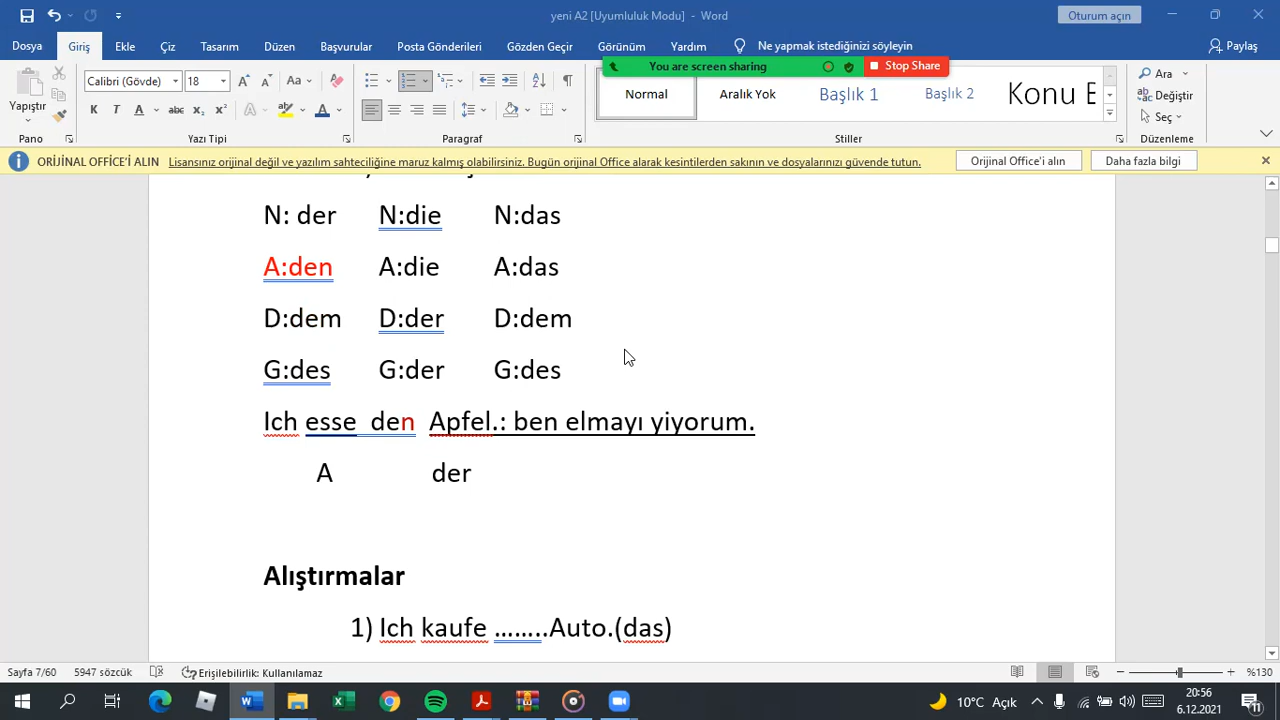 yeni A2 [Uyumluluk Modu] - Word
Oturum açın
Dosya Giriş Ekle Çiz Tasarım Düzen Başvurular Posta Gönderileri Gözden Geçir Görünüm Yardım Ne yapmak istediğinizi söyleyin Paylaş
You are screen sharing Stop Share
Yapıştır
Calibri (Gövde) 18
K T A abc x₂ x²
Normal Aralık Yok Başlık 1 Başlık 2 Konu B
Ara
Değiştir
Seç
Pano Yazı Tipi Paragraf Stiller Düzenleme
ORİJİNAL OFFICE'İ ALIN Lisansınız orijinal değil ve yazılım sahteciliğine maruz kalmış olabilirsiniz. Bugün orijinal Office alarak kesintilerden sakının ve dosyalarınızı güvende tutun. Orijinal Office'i alın Daha fazla bilgi
N: der N:die N:das
A:den A:die A:das
D:dem D:der D:dem
G:des G:der G:des
Ich esse den Apfel.: ben elmayı yiyorum.
A der
Alıştırmalar
1) Ich kaufe ……..Auto.(das)
Sayfa 7/60 5947 sözcük Erişilebilirlik: Kullanılamaz %130
10°C Açık
20:56
6.12.2021
11